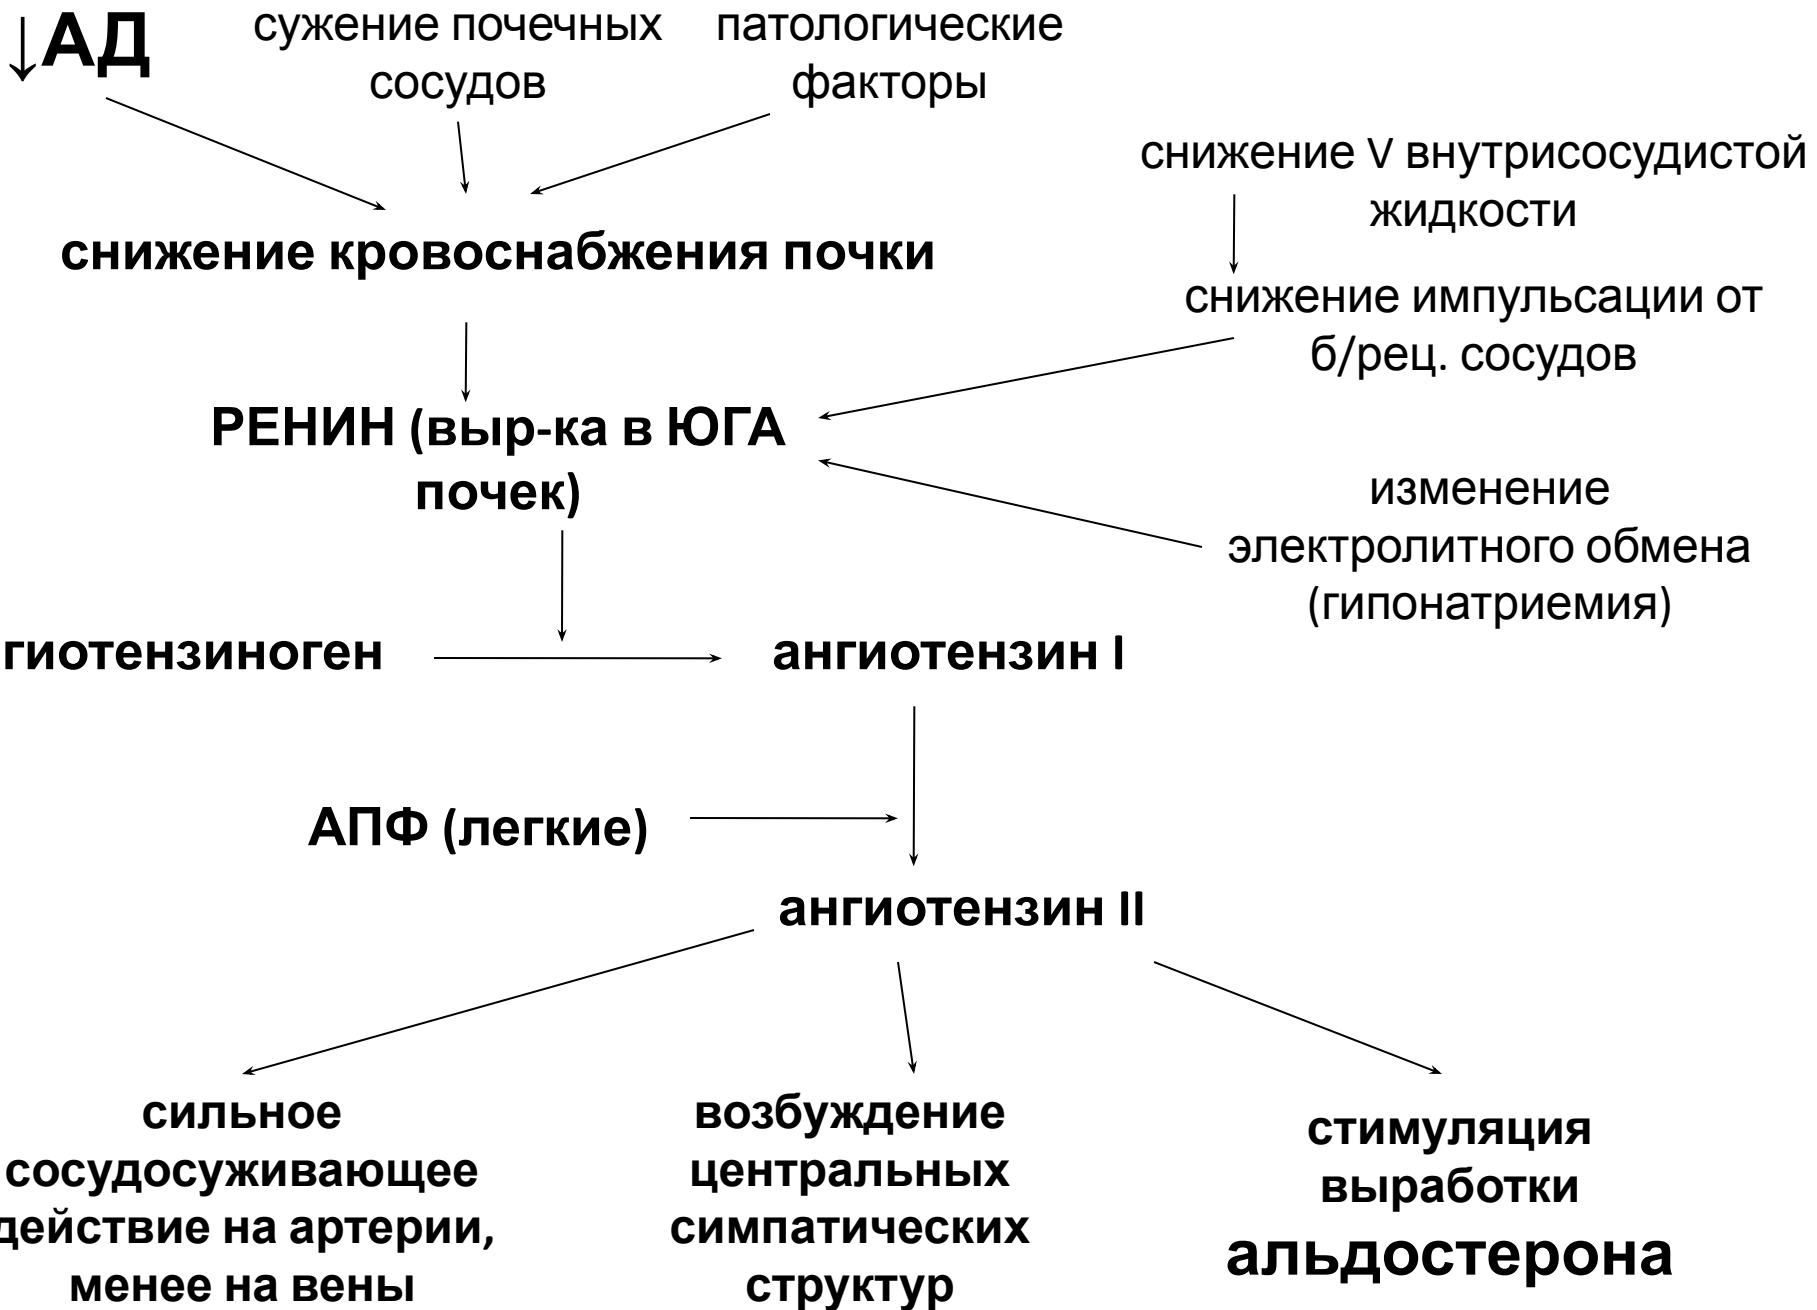 ↓АД
сужение почечных
сосудов
патологические
факторы
снижение V внутрисосудистой
жидкости
снижение кровоснабжения почки
снижение импульсации от
б/рец. сосудов
РЕНИН (выр-ка в ЮГА
почек)
изменение
электролитного обмена
(гипонатриемия)
гиотензиноген
ангиотензин I
АПФ (легкие)
ангиотензин II
сильное
сосудосуживающее
действие на артерии,
менее на вены
возбуждение
центральных
симпатических
структур
стимуляция
выработки
альдостерона